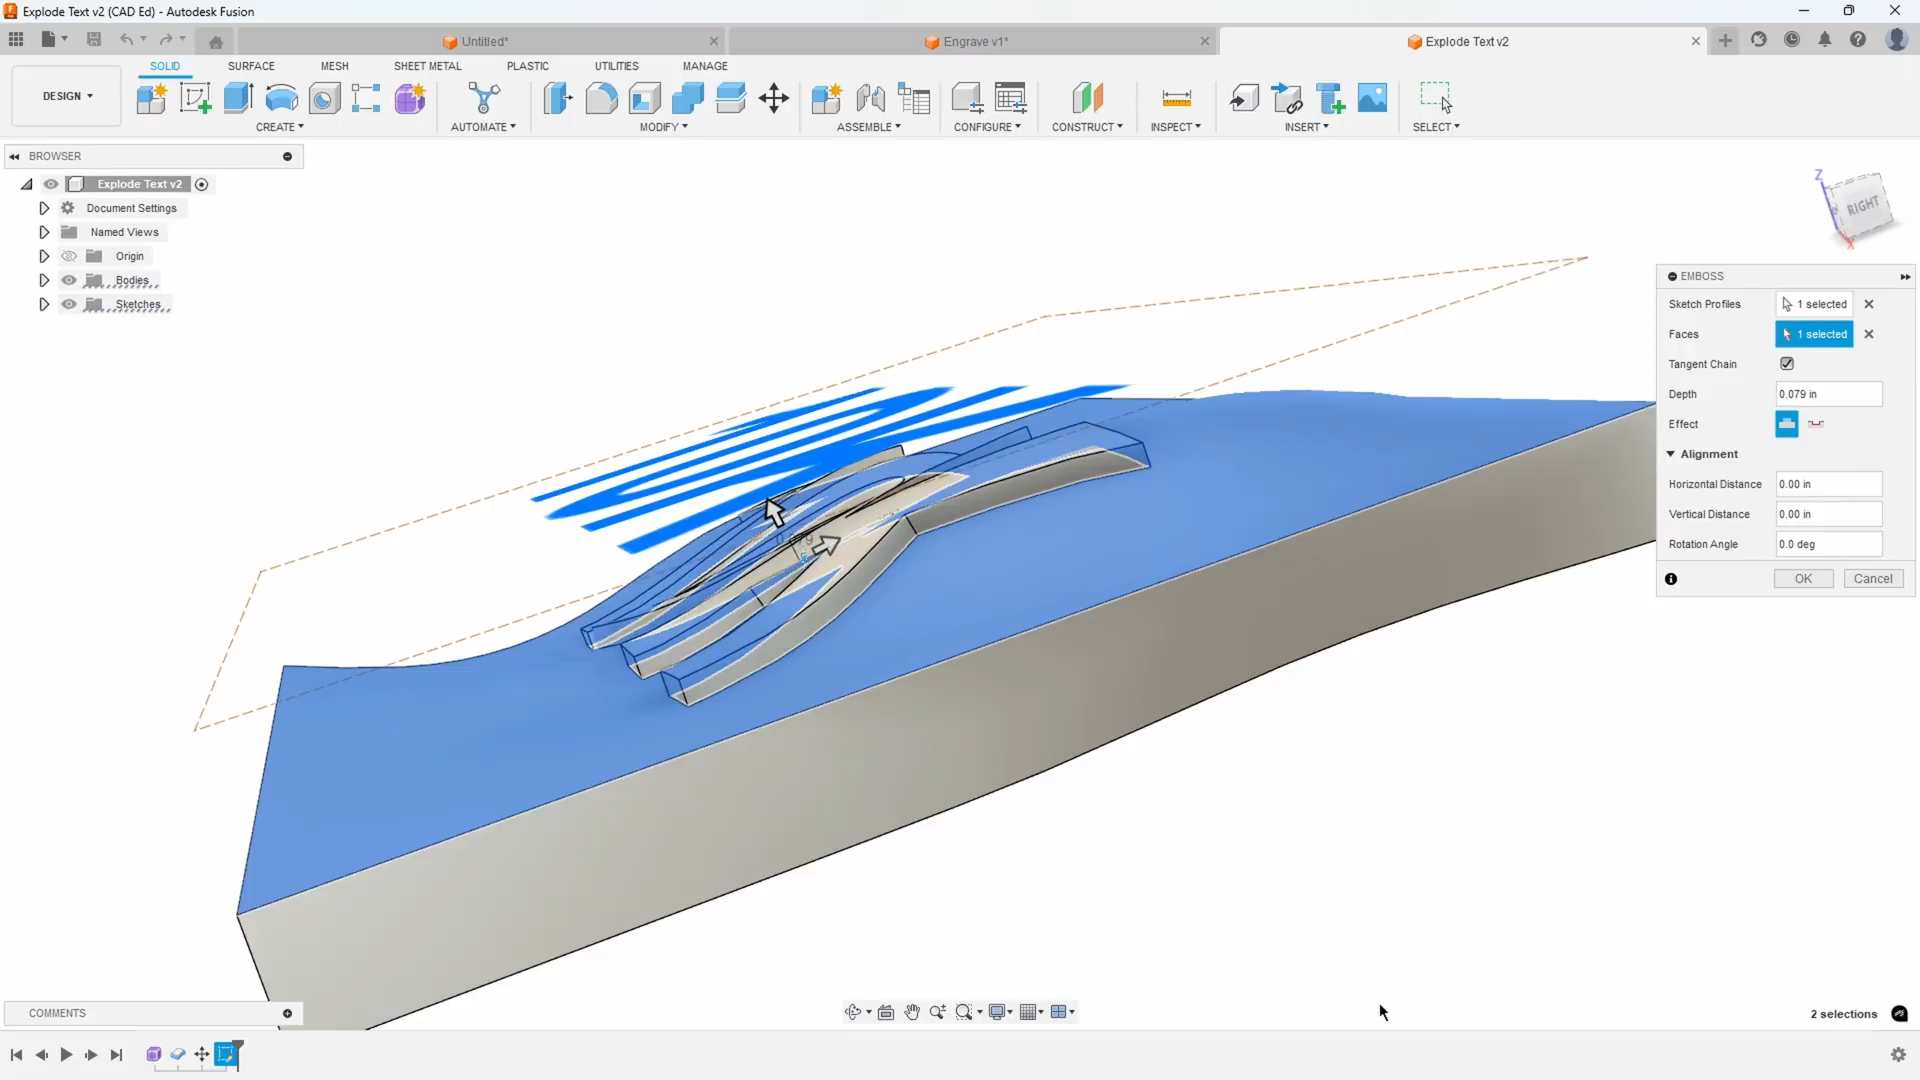 Explode Text v2 (CAD Ed) - Autodesk Fusion
Untitled*
Engrave v1*
Explode Text v2
DESIGN
SOLID
SURFACE
MESH
SHEET METAL
PLASTIC
UTILITIES
MANAGE
CREATE
AUTOMATE
MODIFY
ASSEMBLE
CONFIGURE
CONSTRUCT
INSPECT
INSERT
SELECT
BROWSER
Explode Text v2
Document Settings
Named Views
Origin
Bodies
Sketches
Z
RIGHT
X
EMBOSS
Sketch Profiles
1 selected
Faces
1 selected
Tangent Chain
Depth
0.079 in
Effect
Alignment
Horizontal Distance
0.00 in
Vertical Distance
0.00 in
Rotation Angle
0.0 deg
OK
Cancel
COMMENTS
2 selections